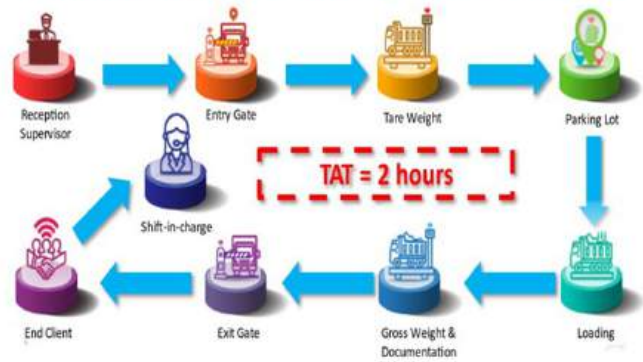 Reception
Supervisor
Entry Gate
Tare Weight
Parking Lot
Shift-in-charge
TAT = 2 hours
End Client
Exit Gate
Gross Weight &
Documentation
Loading